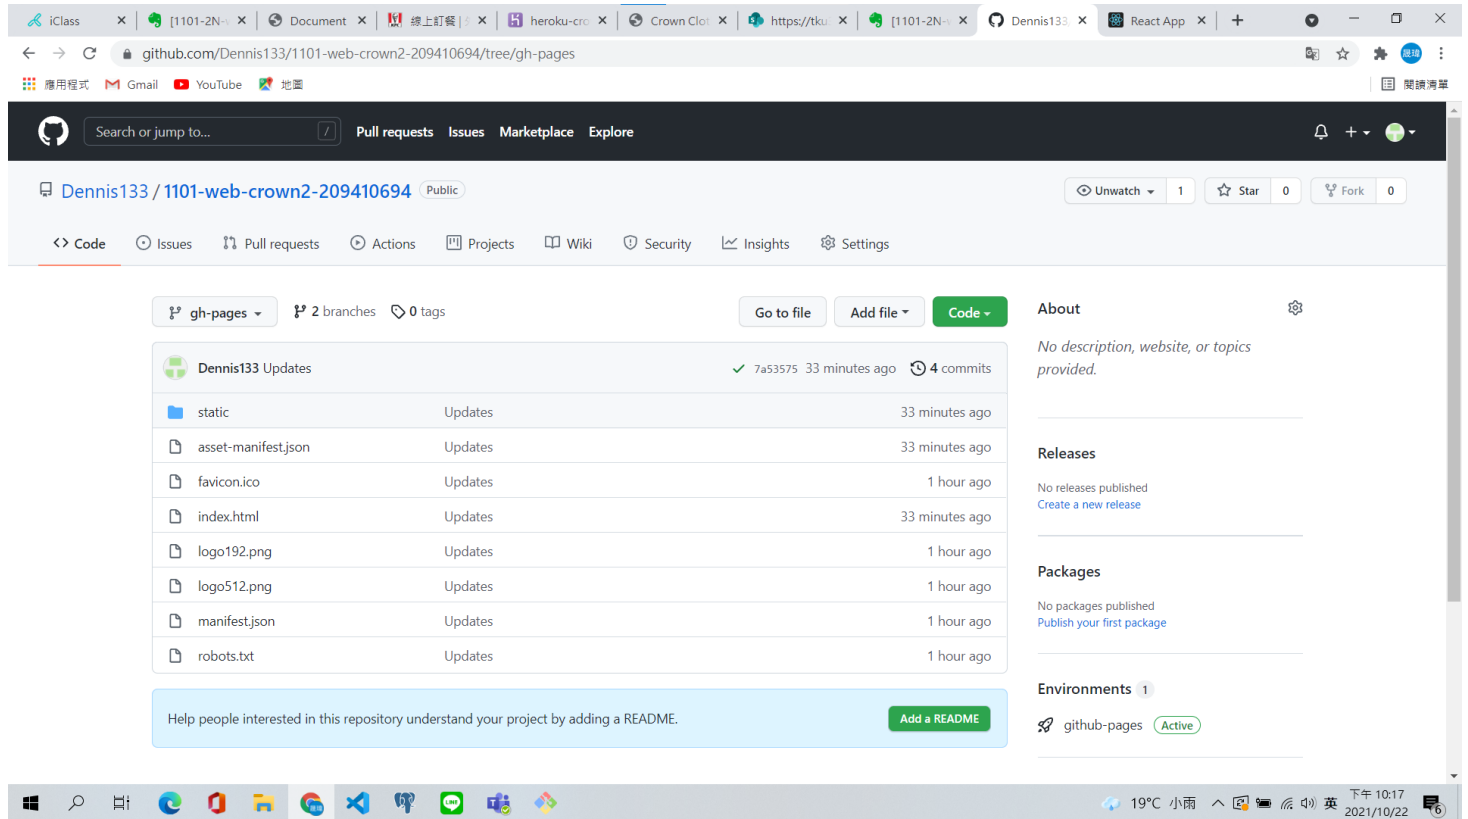 iClass
[1101-2N-
Document
線上訂餐 |
heroku-cro
Crown Clot
https://tku.
[1101-2N-
Dennis133
React App
github.com/Dennis133/1101-web-crown2-209410694/tree/gh-pages
應用程式 Gmail YouTube 地圖 閱讀清單
Search or jump to... /
Pull requests Issues Marketplace Explore
Dennis133 / 1101-web-crown2-209410694 Public
Unwatch 1 Star 0 Fork 0
Code Issues Pull requests Actions Projects Wiki Security Insights Settings
gh-pages 2 branches 0 tags Go to file Add file Code
Dennis133 Updates 7a53575 33 minutes ago 4 commits
static Updates 33 minutes ago
asset-manifest.json Updates 33 minutes ago
favicon.ico Updates 1 hour ago
index.html Updates 33 minutes ago
logo192.png Updates 1 hour ago
logo512.png Updates 1 hour ago
manifest.json Updates 1 hour ago
robots.txt Updates 1 hour ago
Help people interested in this repository understand your project by adding a README. Add a README
About
No description, website, or topics
provided.
Releases
No releases published
Create a new release
Packages
No packages published
Publish your first package
Environments 1
github-pages Active
19°C 小雨 英 下午 10:17
2021/10/22
6